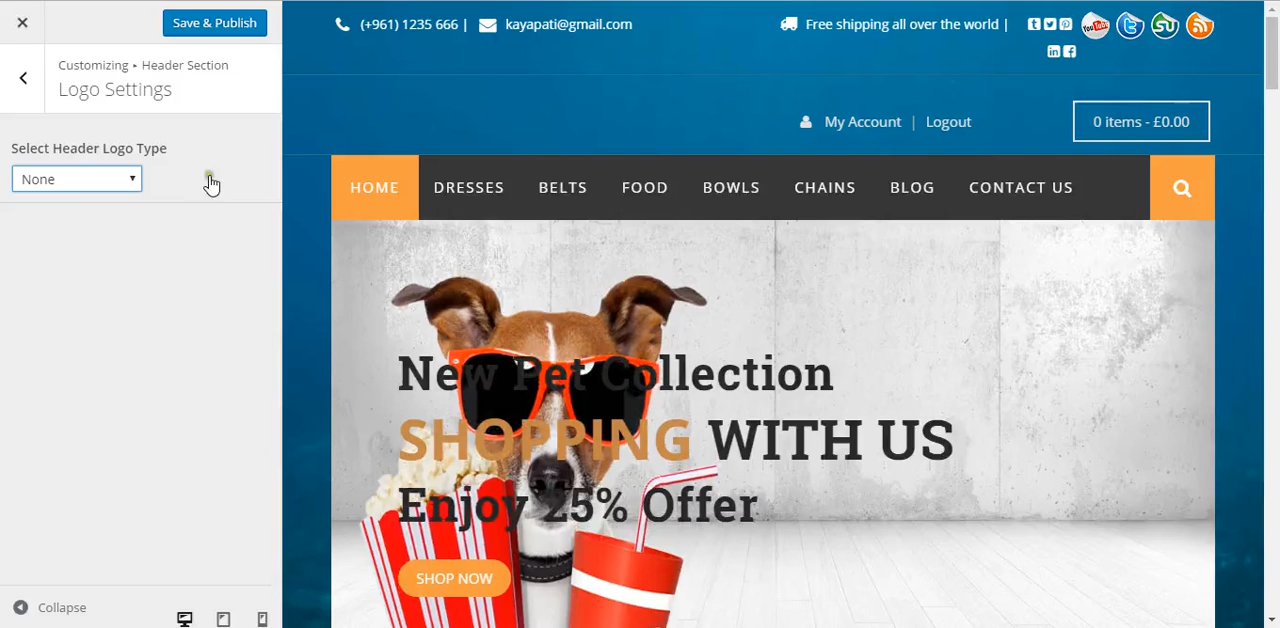 Save & Publish
Customizing ▸ Header Section
Logo Settings
Select Header Logo Type
None
Collapse
(+961) 1235 666 | kayapati@gmail.com
Free shipping all over the world |
You Tube
My Account | Logout
0 items - £0.00
HOME DRESSES BELTS FOOD BOWLS CHAINS BLOG CONTACT US
New Pet Collection
SHOPPING WITH US
Enjoy 25% Offer
SHOP NOW